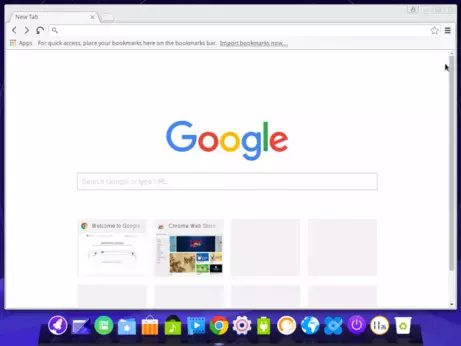 New Tab
Apps For quick access, place your bookmarks here on the bookmarks bar. Import bookmarks now...
Google
Search Google or type URL
Welcome to Google
Chrome Web Store